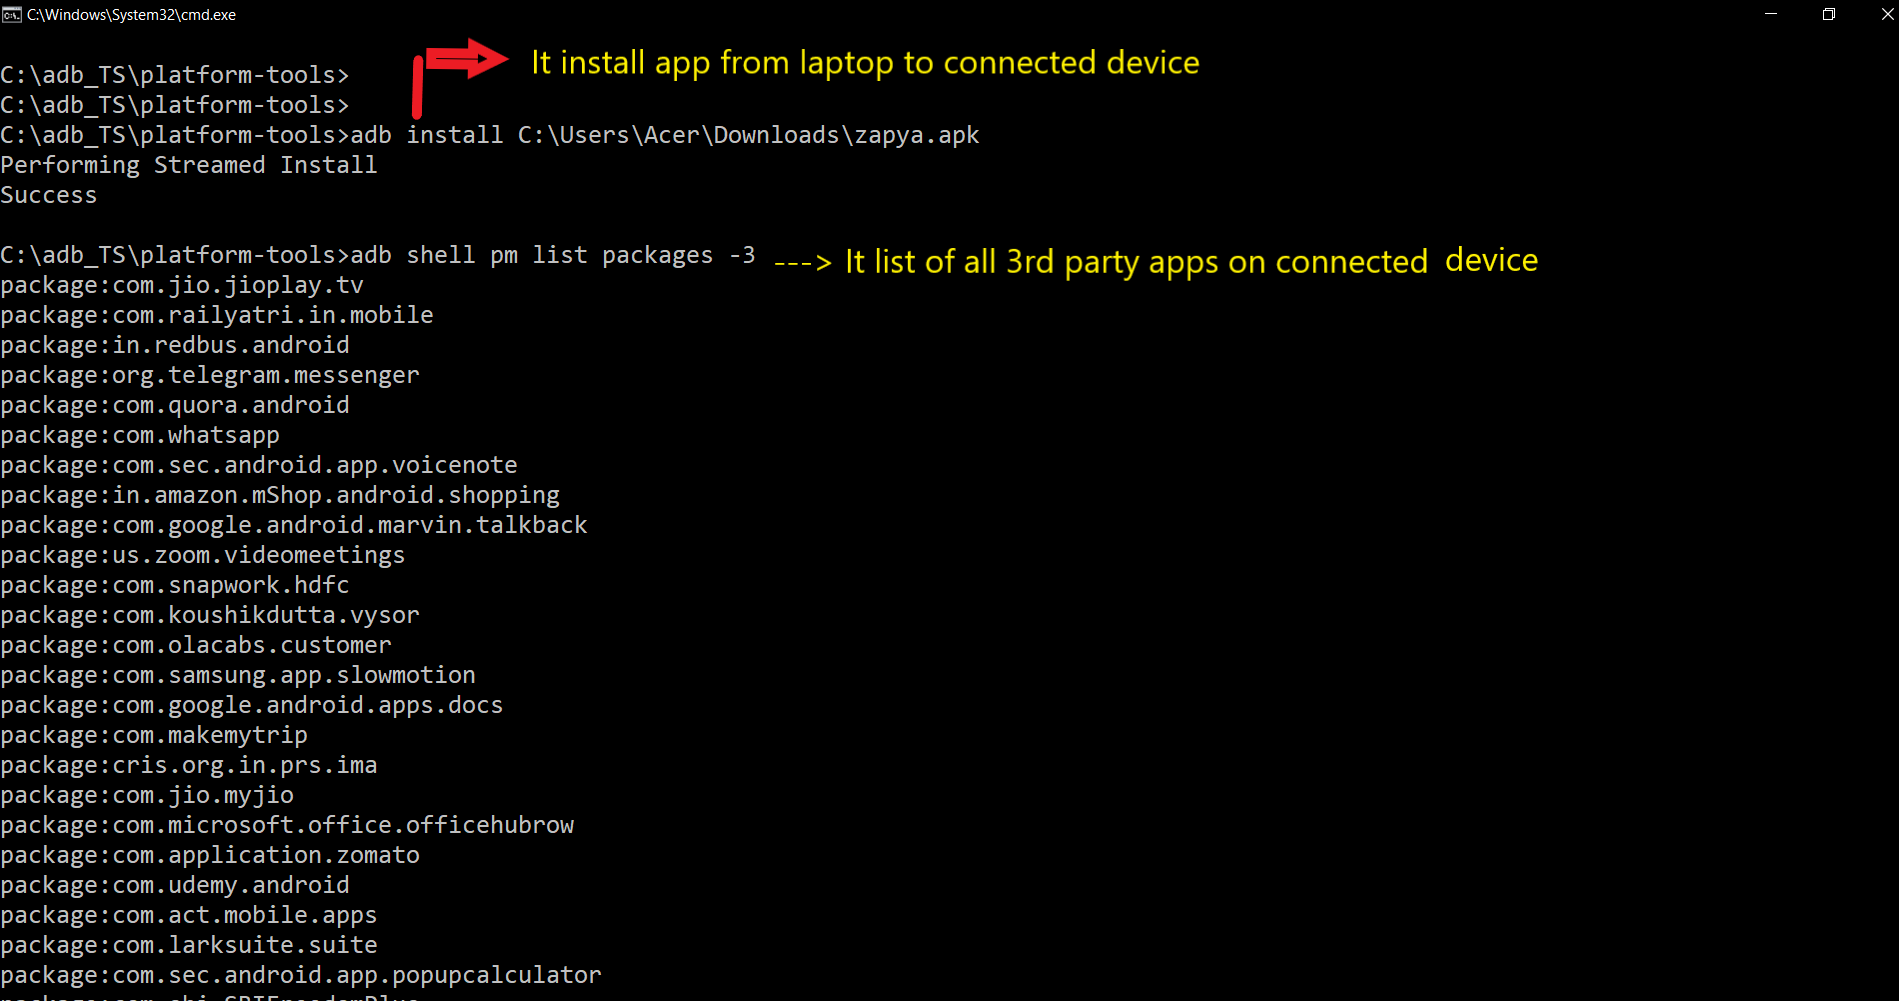 C:\Windows\System32\cmd.exe
It install app from laptop to connected device
C:\adb_TS\platform-tools>
C:\adb_TS\platform-tools>
C:\adb_TS\platform-tools>adb install C:\Users\Acer\Downloads\zapya.apk
Performing Streamed Install
Success
C:\adb_TS\platform-tools>adb shell pm list packages -3 ---> It list of all 3rd party apps on connected device
package:com.jio.jioplay.tv
package:com.railyatri.in.mobile
package:in.redbus.android
package:org.telegram.messenger
package:com.quora.android
package:com.whatsapp
package:com.sec.android.app.voicenote
package:in.amazon.mShop.android.shopping
package:com.google.android.marvin.talkback
package:us.zoom.videomeetings
package:com.snapwork.hdfc
package:com.koushikdutta.vysor
package:com.olacabs.customer
package:com.samsung.app.slowmotion
package:com.google.android.apps.docs
package:com.makemytrip
package:cris.org.in.prs.ima
package:com.jio.myjio
package:com.microsoft.office.officehubrow
package:com.application.zomato
package:com.udemy.android
package:com.act.mobile.apps
package:com.larksuite.suite
package:com.sec.android.app.popupcalculator